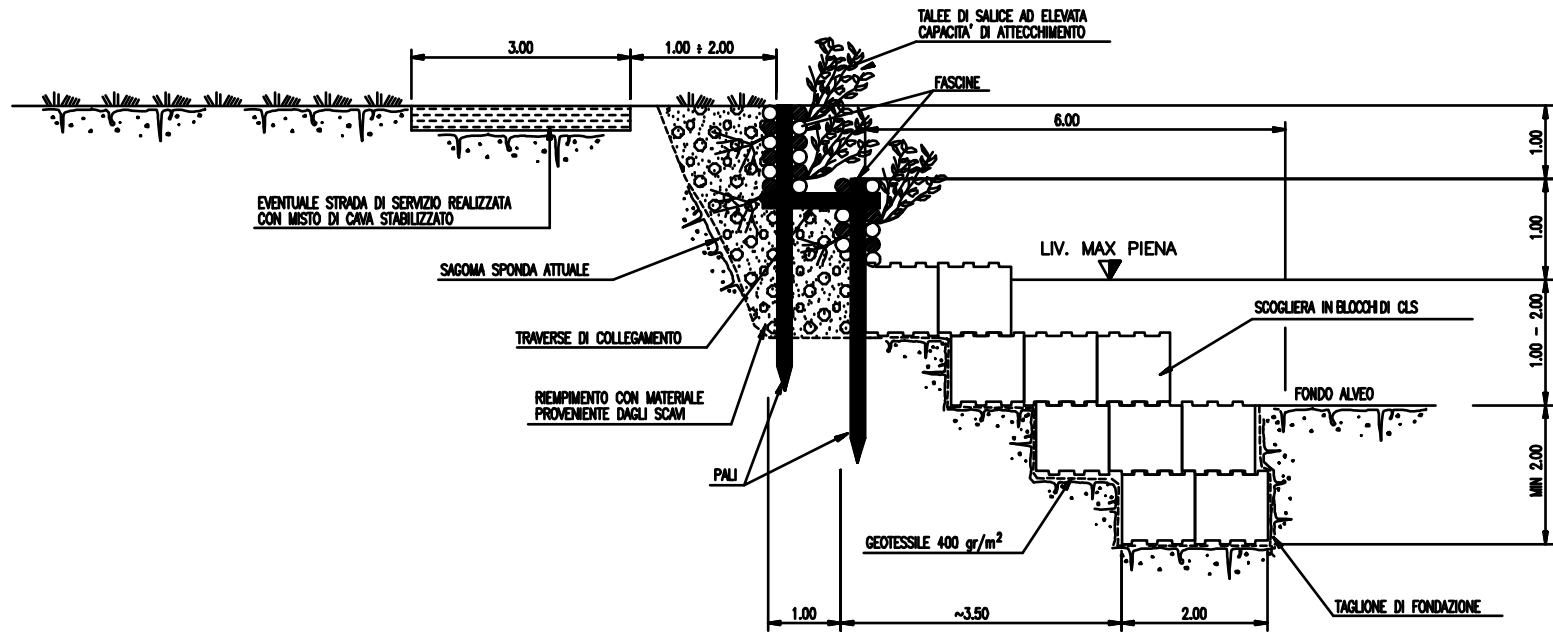 TALEE DI SALICE AD ELEVATA
CAPACITA' DI ATTECCHIMENTO
3.00
1.00 ÷ 2.00
FASCINE
6.00
1.00
EVENTUALE STRADA DI SERVIZIO REALIZZATA
CON MISTO DI CAVA STABILIZZATO
1.00
LIV. MAX PIENA
SAGOMA SPONDA ATTUALE
SCOGLIERA IN BLOCCHI DI CLS
1.00 - 2.00
TRAVERSE DI COLLEGAMENTO
RIEMPIMENTO CON MATERIALE
PROVENIENTE DAGLI SCAVI
FONDO ALVEO
PALI
MIN 2.00
GEOTESSILE 400 gr/m²
TAGLIONE DI FONDAZIONE
1.00
~3.50
2.00